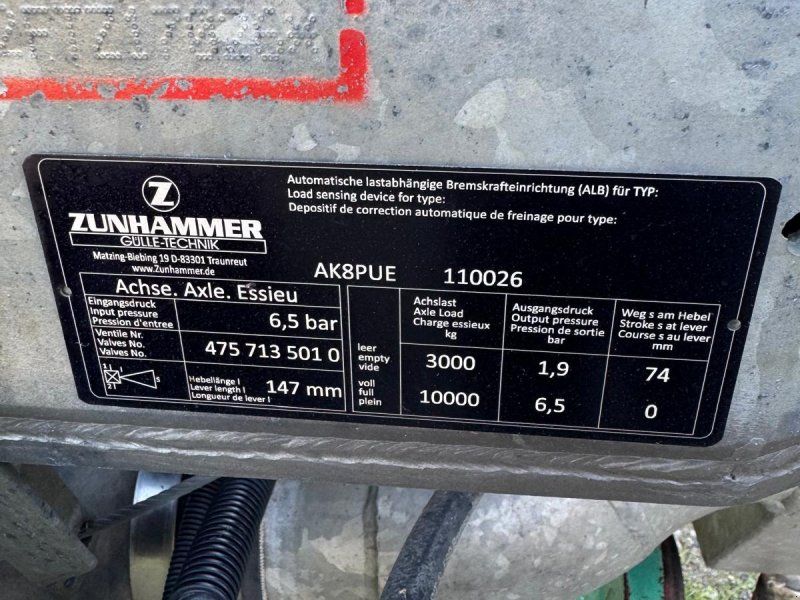 Z
ZUNHAMMER
GÜLLE-TECHNIK
Matzing-Biebing 19 D-83301 Traunreut
www.Zunhammer.de
Automatische lastabhängige Bremskrafteinrichtung (ALB) für TYP:
Load sensing device for type:
Depositif de correction automatique de freinage pour type:
AK8PUE 110026
Achse. Axle. Essieu
Eingangsdruck
Input pressure
Pression d'entree
6,5 bar
Ventile Nr.
Valves No.
Valves No.
475 713 501 0
Hebellänge l
Lever length l
Longueur de lever l
147 mm
Achslast
Axle Load
Charge essieux
kg
Ausgangsdruck
Output pressure
Pression de sortie
bar
Weg s am Hebel
Stroke s at lever
Course s au lever
mm
leer
empty
vide
3000
1,9
74
voll
full
plein
10000
6,5
0